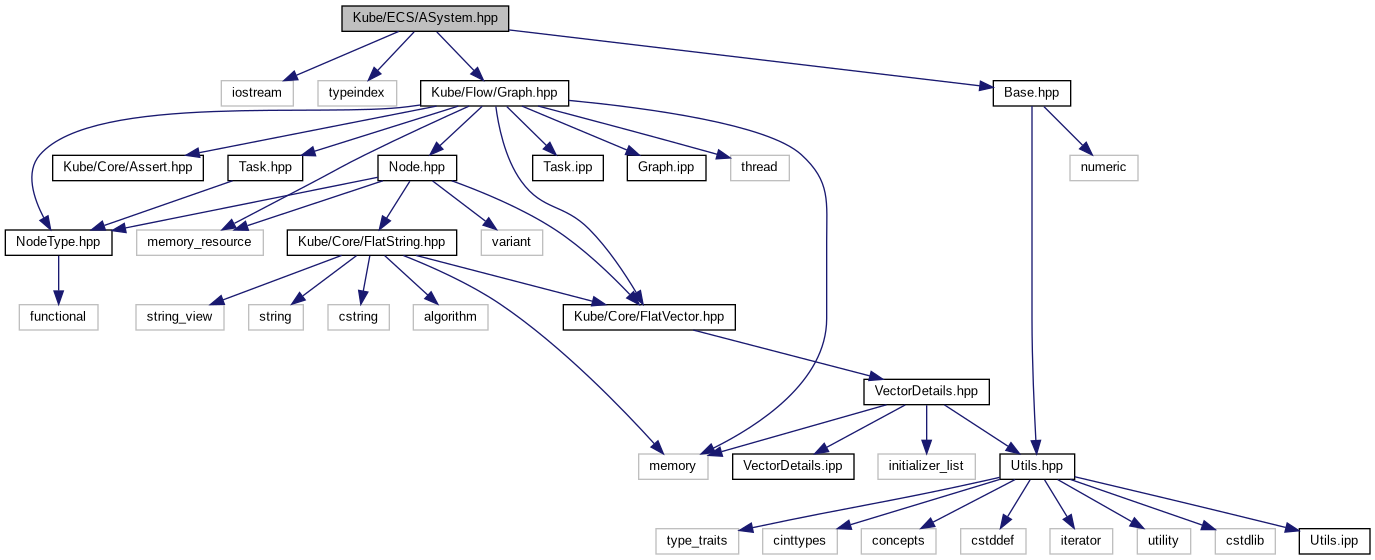 Kube/ECS/ASystem.hpp
iostream
typeindex
Kube/Flow/Graph.hpp
Base.hpp
Kube/Core/Assert.hpp
Task.hpp
Node.hpp
Task.ipp
Graph.ipp
thread
numeric
NodeType.hpp
memory_resource
Kube/Core/FlatString.hpp
variant
functional
string_view
string
cstring
algorithm
Kube/Core/FlatVector.hpp
VectorDetails.hpp
memory
VectorDetails.ipp
initializer_list
Utils.hpp
type_traits
cinttypes
concepts
cstddef
iterator
utility
cstdlib
Utils.ipp